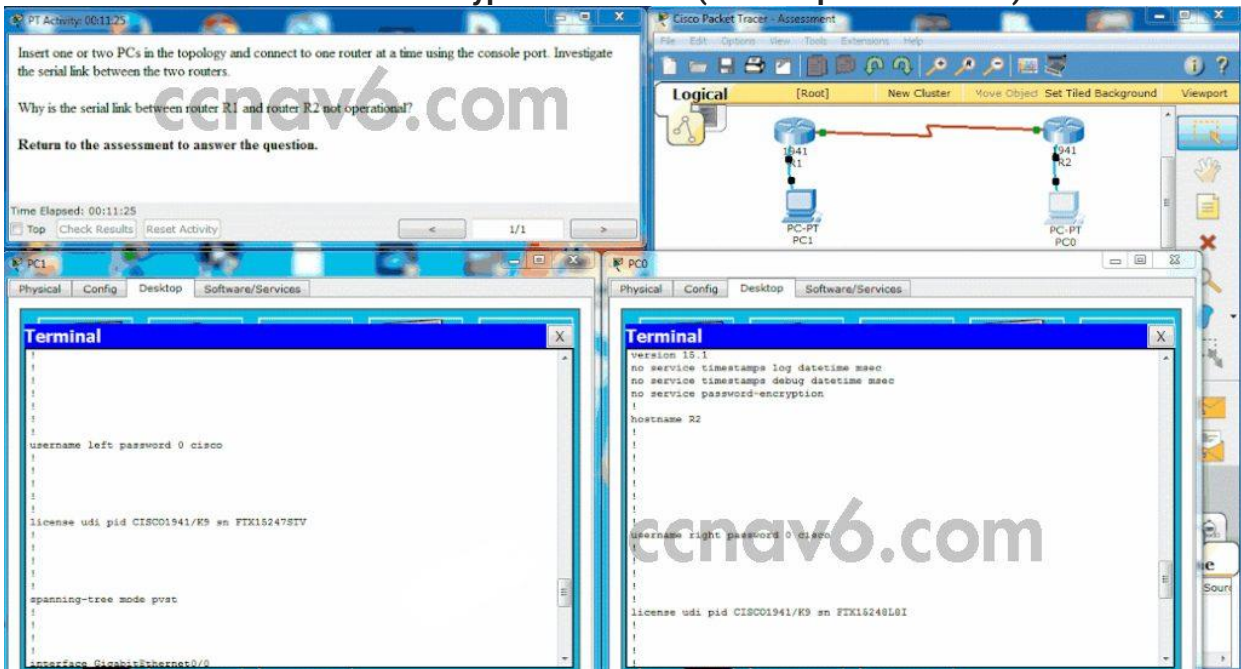 PT Activity: 00:11:25
Insert one or two PCs in the topology and connect to one router at a time using the console port. Investigate
the serial link between the two routers.
Why is the serial link between router R1 and router R2 not operational?
Return to the assessment to answer the question.
Time Elapsed: 00:11:25
Top Check Results Reset Activity < 1/1 >
ccnav6.com
Cisco Packet Tracer - Assessment
File Edit Options View Tools Extensions Help
Logical [Root] New Cluster Move Object Set Tiled Background Viewport
1941
R1
1941
R2
PC-PT
PC1
PC-PT
PC0
PC1
Physical Config Desktop Software/Services
Terminal X
!
!
!
!
!
!
username left password 0 cisco
!
!
!
!
license udi pid CISCO1941/K9 sn FTX15247STV
!
!
!
!
spanning-tree mode pvst
!
!
!
interface GigabitEthernet0/0
PC0
Physical Config Desktop Software/Services
Terminal X
version 15.1
no service timestamps log datetime msec
no service timestamps debug datetime msec
no service password-encryption
!
hostname R2
!
!
!
!
!
!
!
username right password 0 cisco
!
!
!
!
license udi pid CISCO1941/K9 sn FTX15248L8I
!
!
!
ccnav6.com